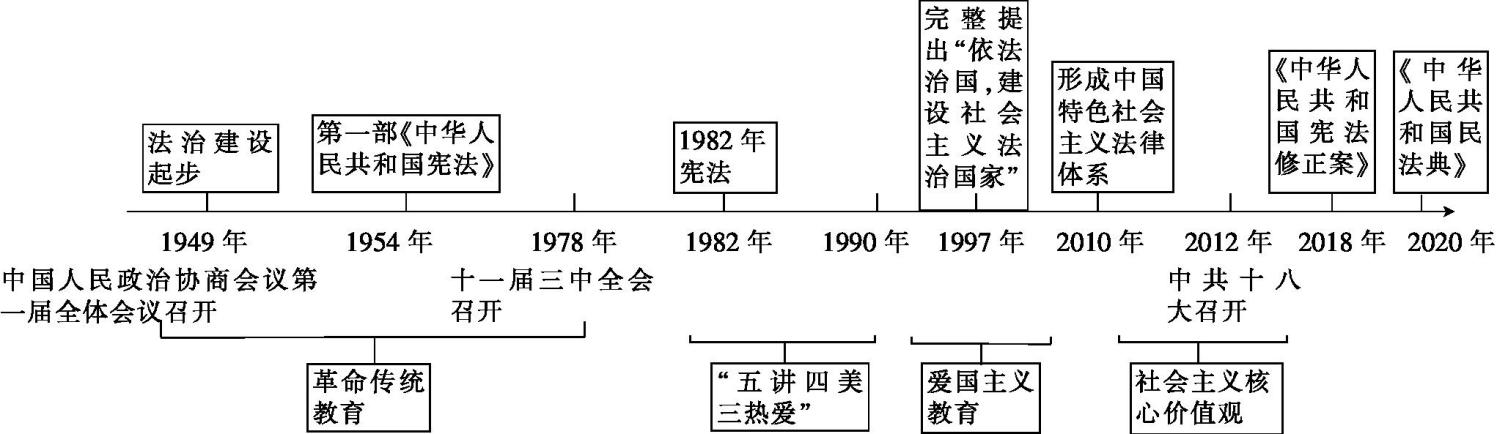 法治建设
起步
第一部《中华人
民共和国宪法》
1982年
宪法
完整提
出“依法
治国,建
设社会
主义法
治国家”
形成中国
特色社会
主义法律
体系
《中华人
民共和
国宪法
修正案》
《中华
人民共
和国民
法典》
1949年
1954年
1978年
1982年
1990年
1997年
2010年
2012年
2018年
2020年
中国人民政治协商会议第
一届全体会议召开
十一届三中全会
召开
中共十八
大召开
革命传统
教育
“五讲四美
三热爱”
爱国主义
教育
社会主义核
心价值观